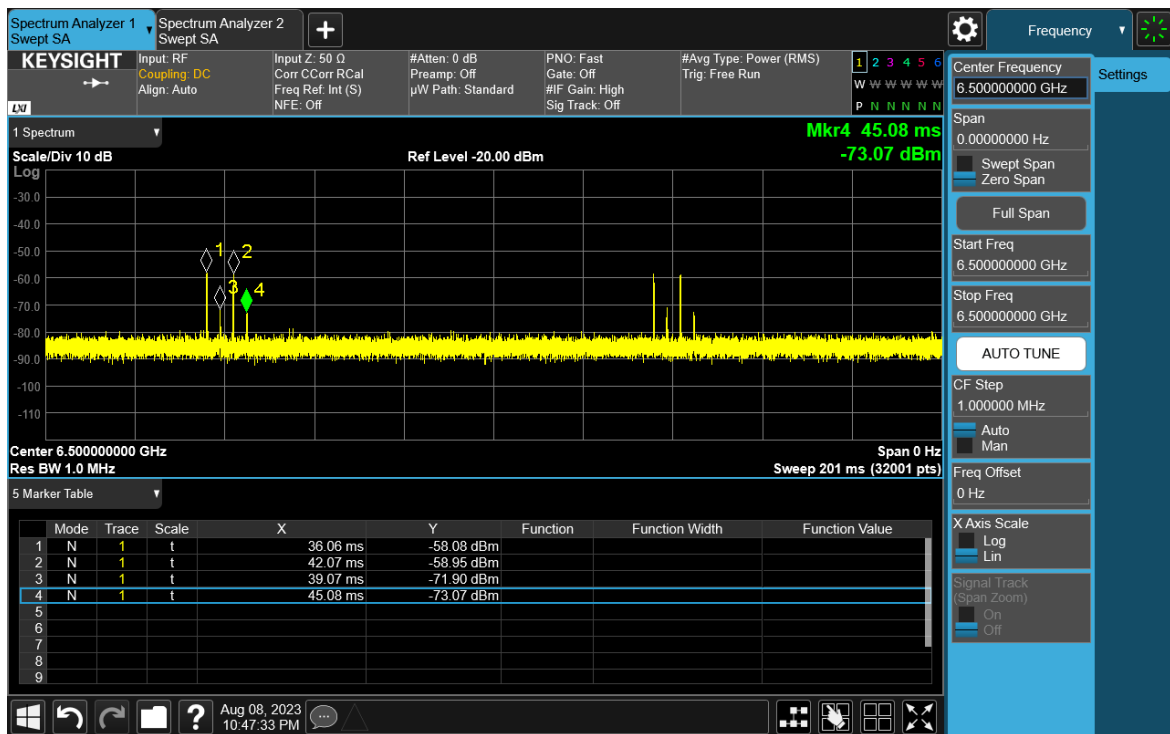 Spectrum Analyzer 1
Swept SA
Spectrum Analyzer 2
Swept SA
Frequency
KEYSIGHT
LXI
Input: RF
Coupling: DC
Align: Auto
Input Z: 50 Ω
Corr CCorr RCal
Freq Ref: Int (S)
NFE: Off
#Atten: 0 dB
Preamp: Off
µW Path: Standard
PNO: Fast
Gate: Off
#IF Gain: High
Sig Track: Off
#Avg Type: Power (RMS)
Trig: Free Run
1 2 3 4 5 6
W W W W W W
P N N N N N
1 Spectrum
Scale/Div 10 dB
Log
Ref Level -20.00 dBm
Mkr4 45.08 ms
-73.07 dBm
-30.0
-40.0
-50.0
-60.0
-70.0
-80.0
-90.0
-100
-110
1
2
3
4
Center 6.500000000 GHz
Res BW 1.0 MHz
Span 0 Hz
Sweep 201 ms (32001 pts)
5 Marker Table
Mode Trace Scale X Y Function Function Width Function Value
1 N 1 t 36.06 ms -58.08 dBm
2 N 1 t 42.07 ms -58.95 dBm
3 N 1 t 39.07 ms -71.90 dBm
4 N 1 t 45.08 ms -73.07 dBm
5
6
7
8
9
?
Aug 08, 2023
10:47:33 PM
Center Frequency
6.500000000 GHz
Settings
Span
0.00000000 Hz
Swept Span
Zero Span
Full Span
Start Freq
6.500000000 GHz
Stop Freq
6.500000000 GHz
AUTO TUNE
CF Step
1.000000 MHz
Auto
Man
Freq Offset
0 Hz
X Axis Scale
Log
Lin
Signal Track
(Span Zoom)
On
Off